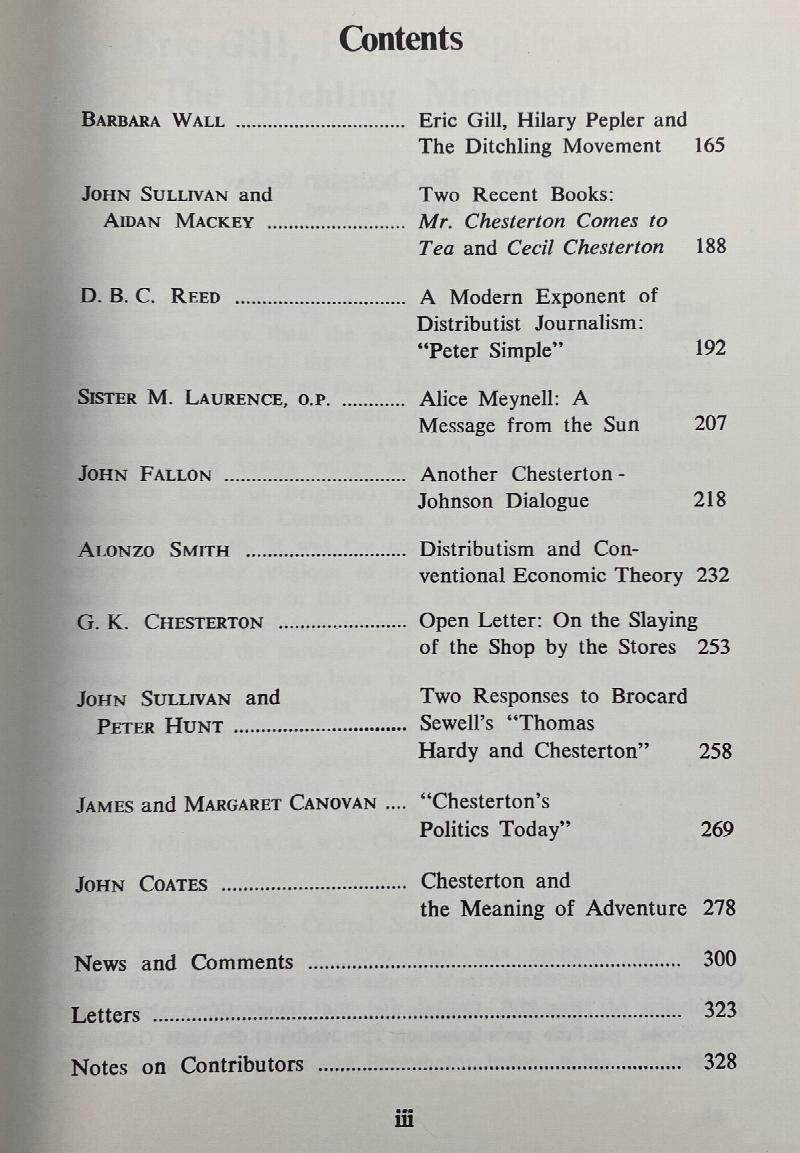 Contents
BARBARA WALL ............................... Eric Gill, Hilary Pepler and
The Ditchling Movement 165
JOHN SULLIVAN and Two Recent Books:
AIDAN MACKEY ......................... Mr. Chesterton Comes to
Tea and Cecil Chesterton 188
D. B. C. REED ............................... A Modern Exponent of
Distributist Journalism:
“Peter Simple” 192
SISTER M. LAURENCE, O.P. ............ Alice Meynell: A
Message from the Sun 207
JOHN FALLON ................................. Another Chesterton -
Johnson Dialogue 218
ALONZO SMITH ............................. Distributism and Con-
ventional Economic Theory 232
G. K. CHESTERTON ....................... Open Letter: On the Slaying
of the Shop by the Stores 253
JOHN SULLIVAN and Two Responses to Brocard
PETER HUNT ............................... Sewell’s “Thomas
Hardy and Chesterton” 258
JAMES and MARGARET CANOVAN .... “Chesterton’s
Politics Today” 269
JOHN COATES .................................. Chesterton and
the Meaning of Adventure 278
News and Comments .................................................................... 300
Letters ................................................................................................ 323
Notes on Contributors .................................................................. 328
iii